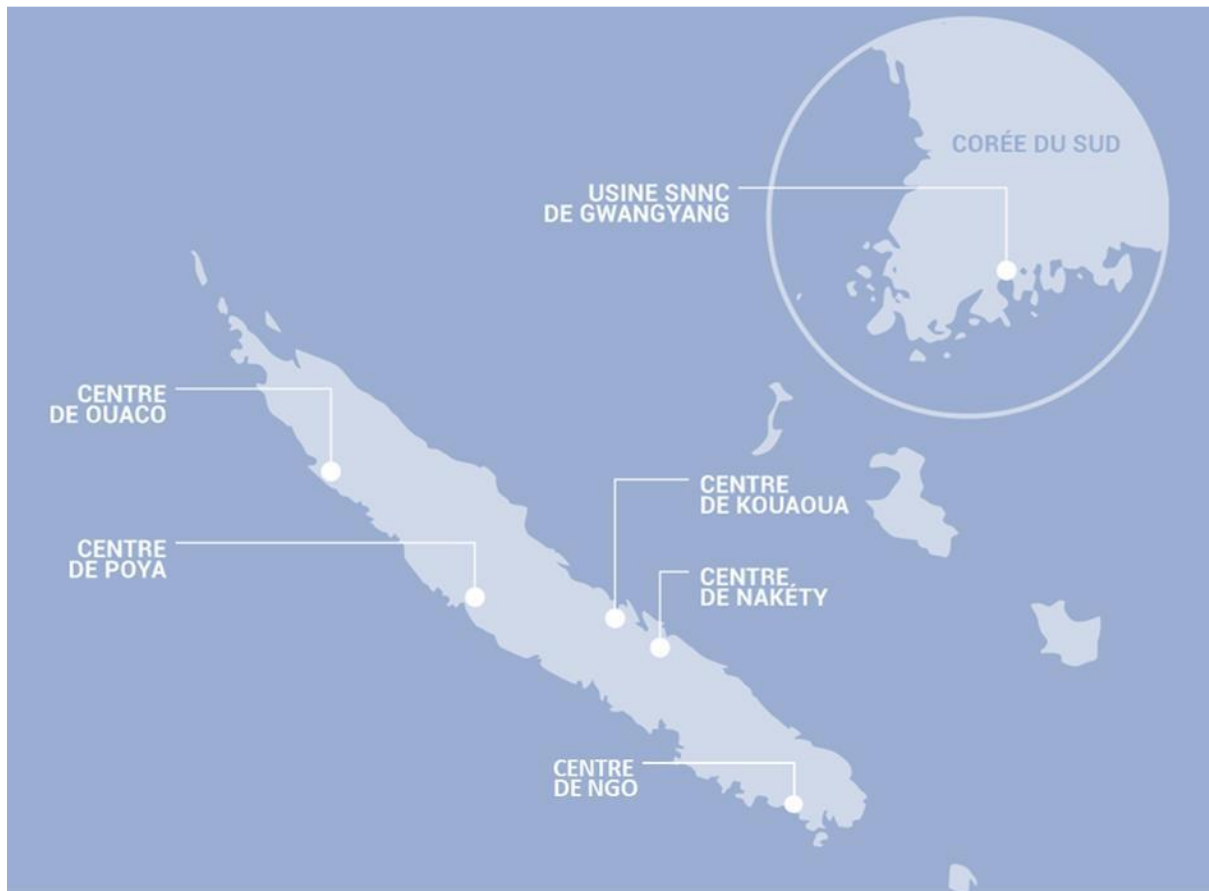 CORÉE DU SUD
USINE SNNC
DE GWANGYANG
CENTRE
DE OUACO
CENTRE
DE KOUAOUA
CENTRE
DE POYA
CENTRE
DE NAKÉTY
CENTRE
DE NGO